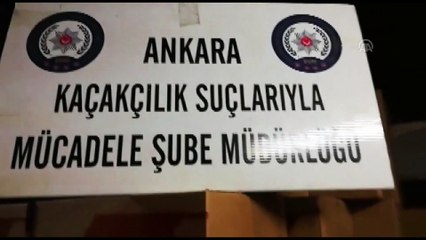 ANKARA
KAÇAKÇILIK SUÇLARIYLA
MÜCADELE ŞUBE MÜDÜRLÜĞÜ